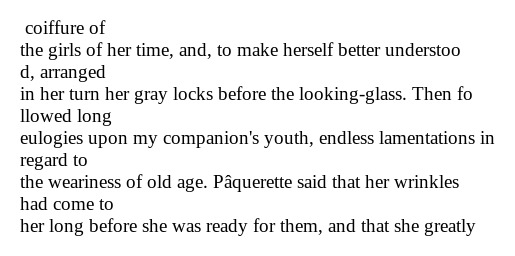 coiffure of
the girls of her time, and, to make herself better understoo
d, arranged
in her turn her gray locks before the looking-glass. Then fo
llowed long
eulogies upon my companion's youth, endless lamentations in
regard to
the weariness of old age. Pâquerette said that her wrinkles
had come to
her long before she was ready for them, and that she greatly